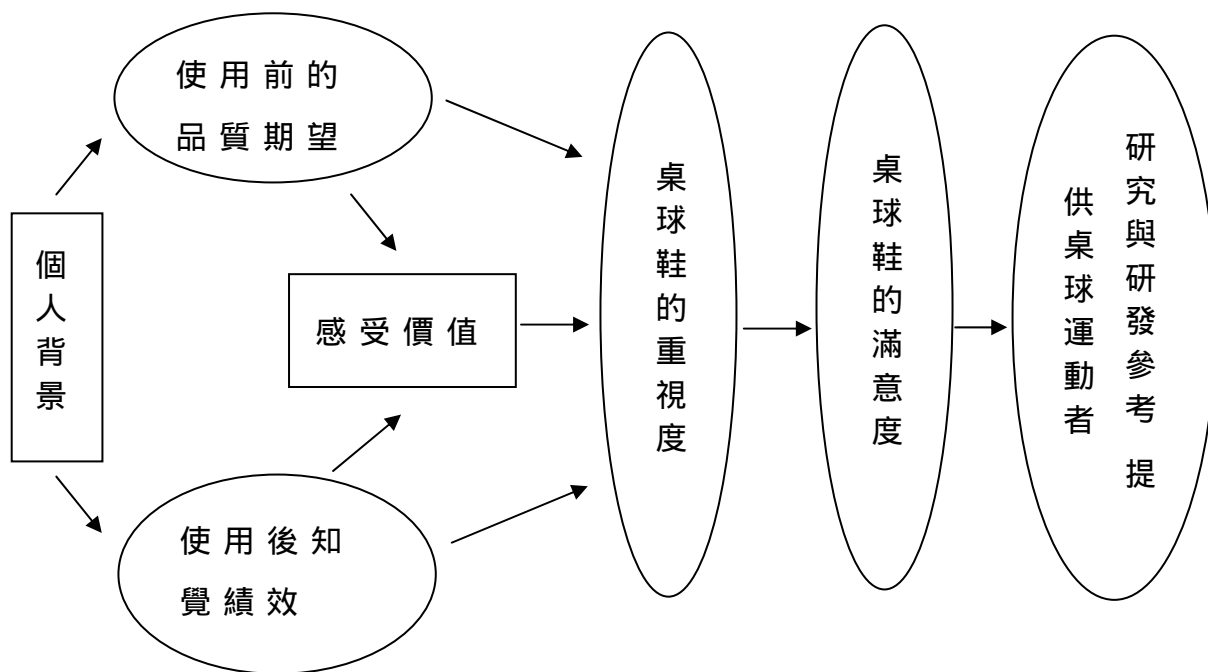 使用前的
品質期望
個人背景
感受價值
使用後知
覺績效
桌球鞋的重視度
桌球鞋的滿意度
研究與研發參考 提
供桌球運動者